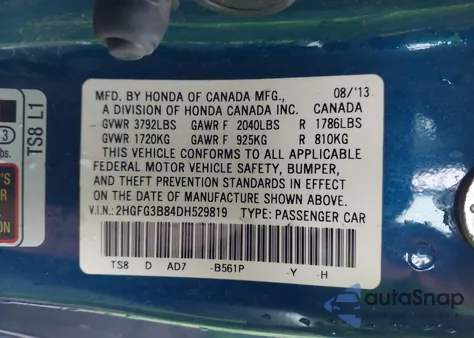 MFD. BY HONDA OF CANADA MFG., 08/'13
A DIVISION OF HONDA CANADA INC. CANADA
GVWR 3792LBS GAWR F 2040LBS R 1786LBS
GVWR 1720KG GAWR F 925KG R 810KG
THIS VEHICLE CONFORMS TO ALL APPLICABLE
FEDERAL MOTOR VEHICLE SAFETY, BUMPER,
AND THEFT PREVENTION STANDARDS IN EFFECT
ON THE DATE OF MANUFACTURE SHOWN ABOVE.
V.I.N.: 2HGFG3B84DH529819 TYPE: PASSENGER CAR
TS8 D AD7 -B561P -Y -H
TS8 L1
3
bs.
autoSnap